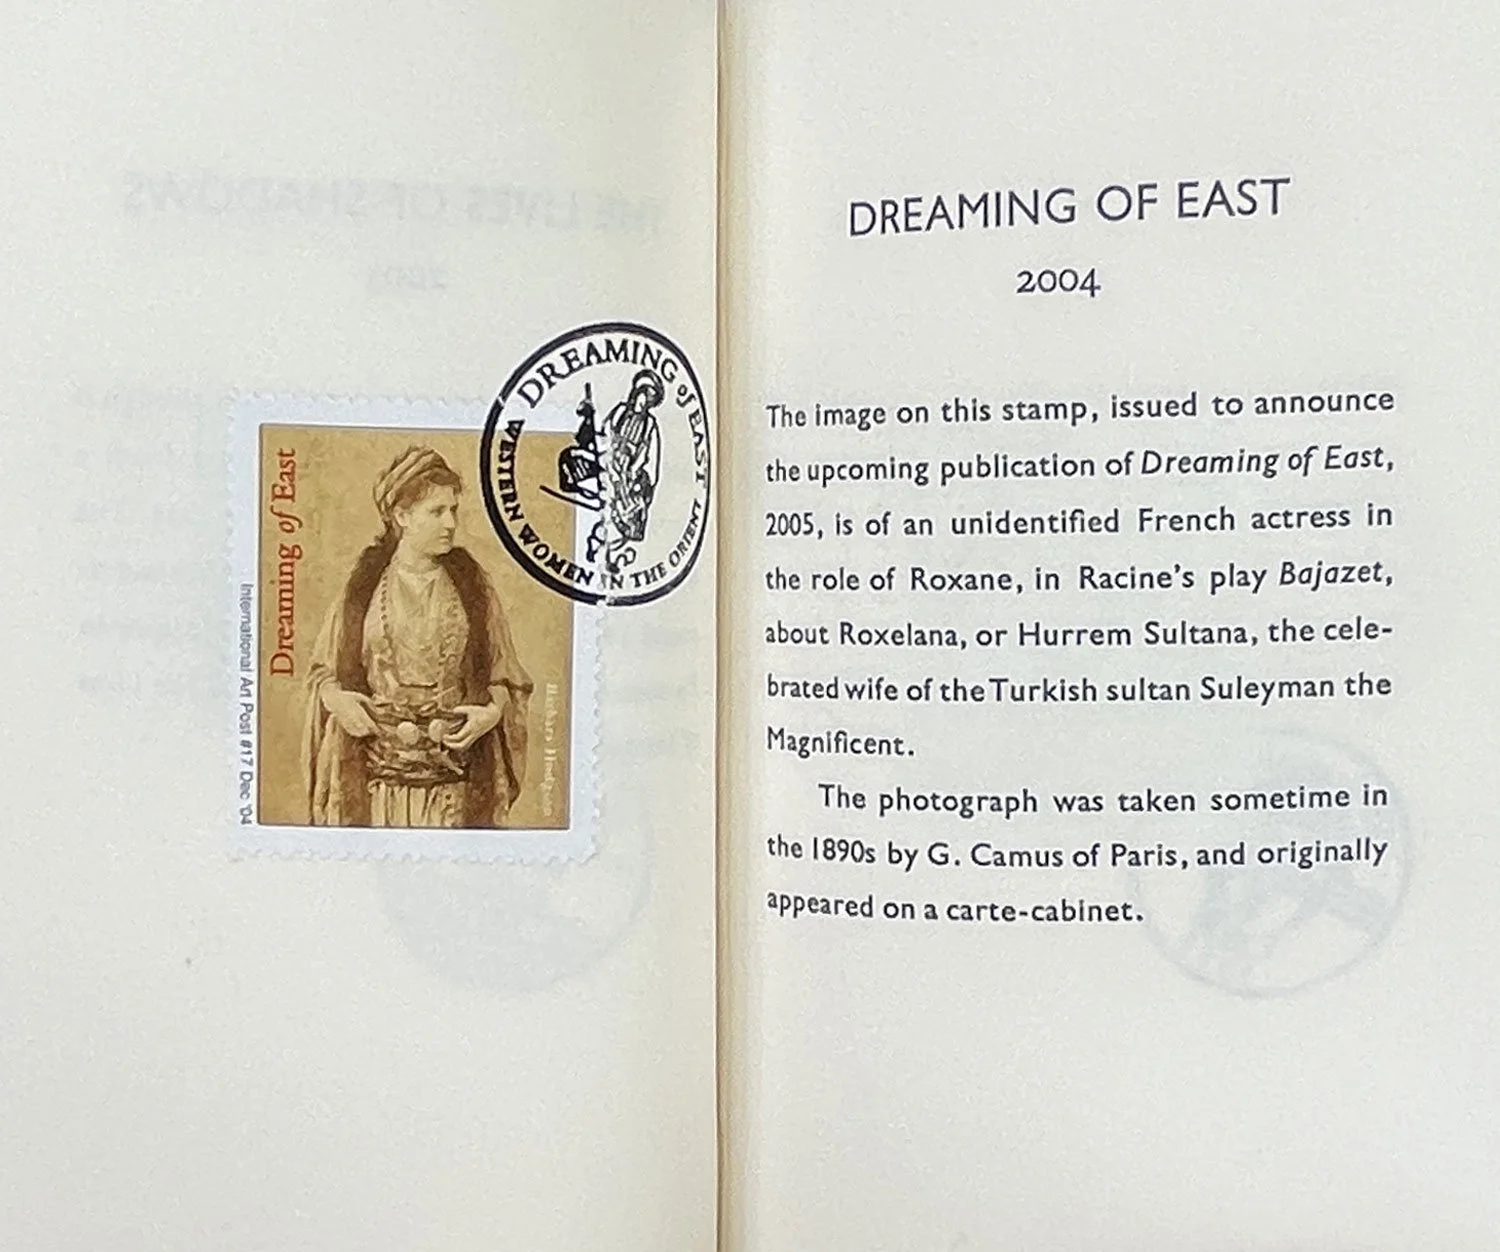 DREAMING of EAST
WESTERN WOMEN IN THE ORIENT
Dreaming of East
International Art Post #17 Dec '04
DREAMING OF EAST
2004
The image on this stamp, issued to announce
the upcoming publication of Dreaming of East,
2005, is of an unidentified French actress in
the role of Roxane, in Racine's play Bajazet,
about Roxelana, or Hurrem Sultana, the cele-
brated wife of the Turkish sultan Suleyman the
Magnificent.
The photograph was taken sometime in
the 1890s by G. Camus of Paris, and originally
appeared on a carte-cabinet.